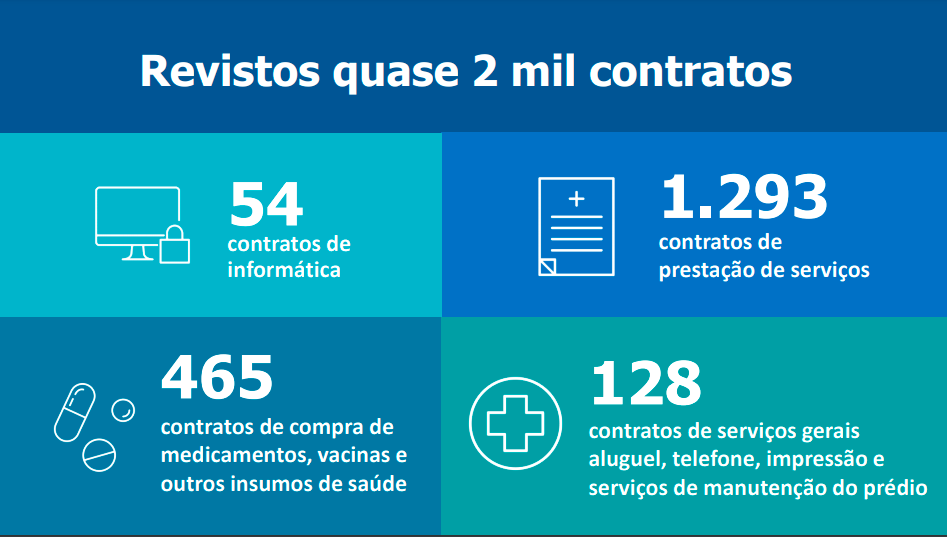 Revistos quase 2 mil contratos
54
contratos de
informática
1.293
contratos de
prestação de serviços
465
contratos de compra de
medicamentos, vacinas e
outros insumos de saúde
128
contratos de serviços gerais
aluguel, telefone, impressão e
serviços de manutenção do prédio